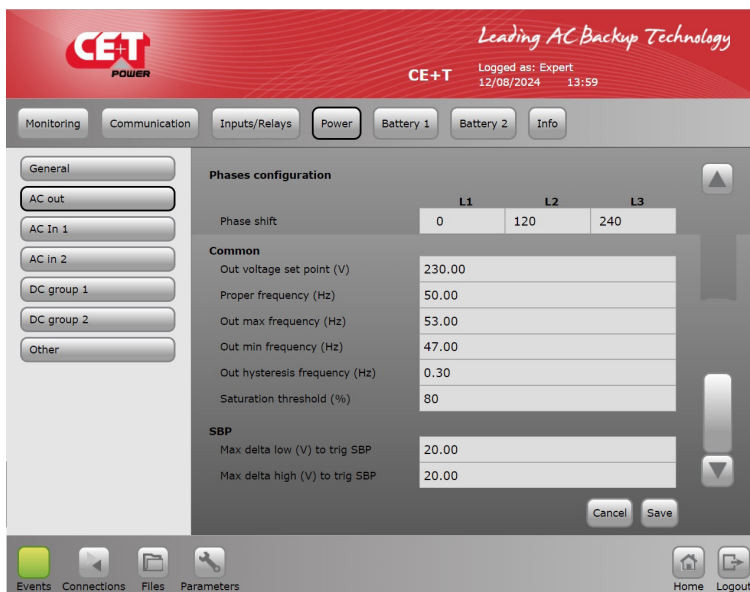 Leading AC Backup Technology
CE+T
POWER
CE+T
Logged as: Expert
12/08/2024 13:59
Monitoring Communication Inputs/Relays Power Battery 1 Battery 2 Info
General
AC out
AC In 1
AC in 2
DC group 1
DC group 2
Other
Phases configuration
L1 L2 L3
Phase shift 0 120 240
Common
Out voltage set point (V) 230.00
Proper frequency (Hz) 50.00
Out max frequency (Hz) 53.00
Out min frequency (Hz) 47.00
Out hysteresis frequency (Hz) 0.30
Saturation threshold (%) 80
SBP
Max delta low (V) to trig SBP 20.00
Max delta high (V) to trig SBP 20.00
Cancel Save
Events Connections Files Parameters Home Logout